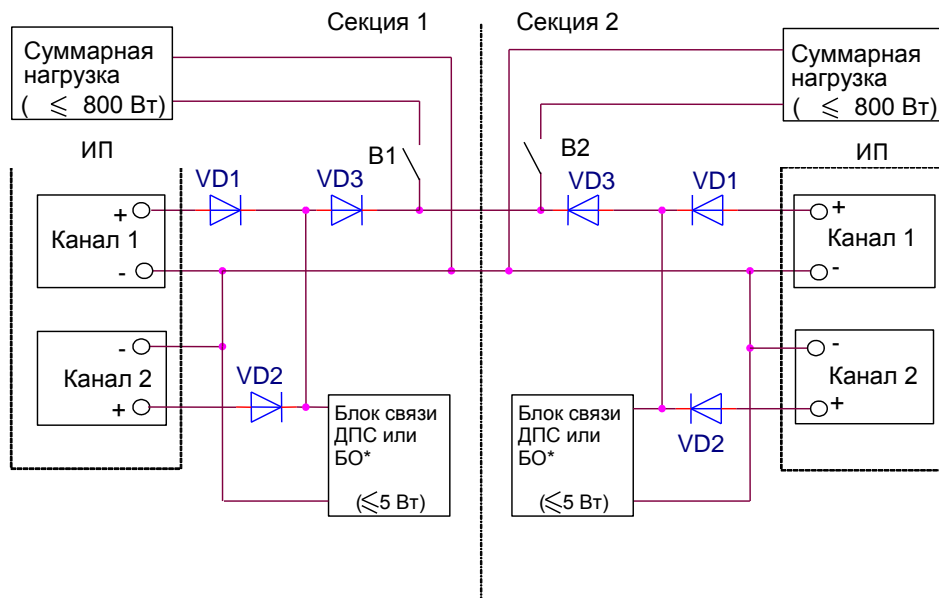 Секция 1
Секция 2
Суммарная
нагрузка
( ⩽ 800 Вт)
Суммарная
нагрузка
( ⩽ 800 Вт)
ИП
В1
В2
ИП
VD1
VD3
VD3
VD1
+
Канал 1
-
+
Канал 1
-
-
Канал 2
+
VD2
-
Канал 2
+
VD2
Блок связи
ДПС или
БО*
(⩽5 Вт)
Блок связи
ДПС или
БО*
(⩽5 Вт)